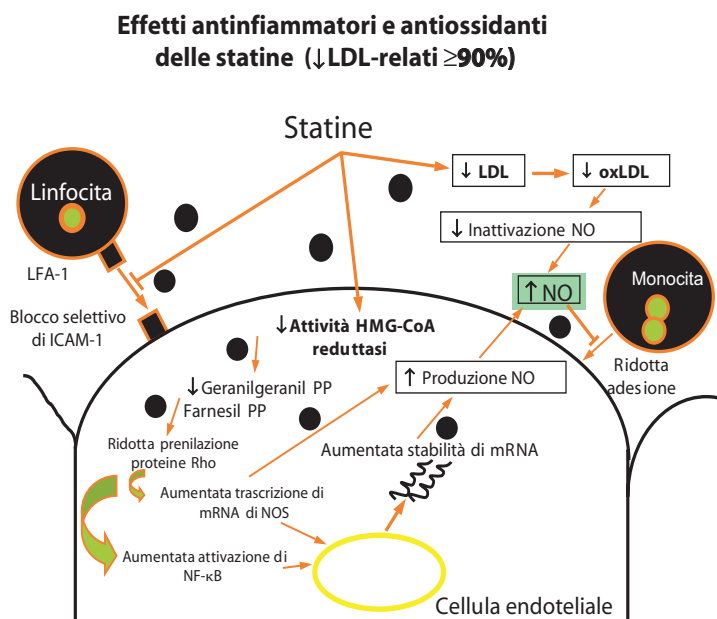 Effetti antinfiammatori e antiossidanti
delle statine (↓LDL-relati ≥90%)
Statine
↓ LDL
↓ oxLDL
Linfocita
↓ Inattivazione NO
LFA-1
↑ NO
Monocita
Blocco selettivo
di ICAM-1
↓Attività HMG-CoA
reduttasi
Ridotta
adesione
↑ Produzione NO
↓Geranilgeranil PP
Farnesil PP
Ridotta prenilazione
proteine Rho
Aumentata stabilità di mRNA
Aumentata trascrizione di
mRNA di NOS
Aumentata attivazione di
NF-κB
Cellula endoteliale